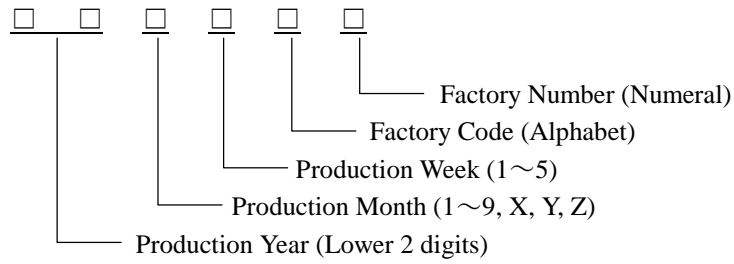 □ □ □ □ □ □
Factory Number (Numeral)
Factory Code (Alphabet)
Production Week (1～5)
Production Month (1～9, X, Y, Z)
Production Year (Lower 2 digits)